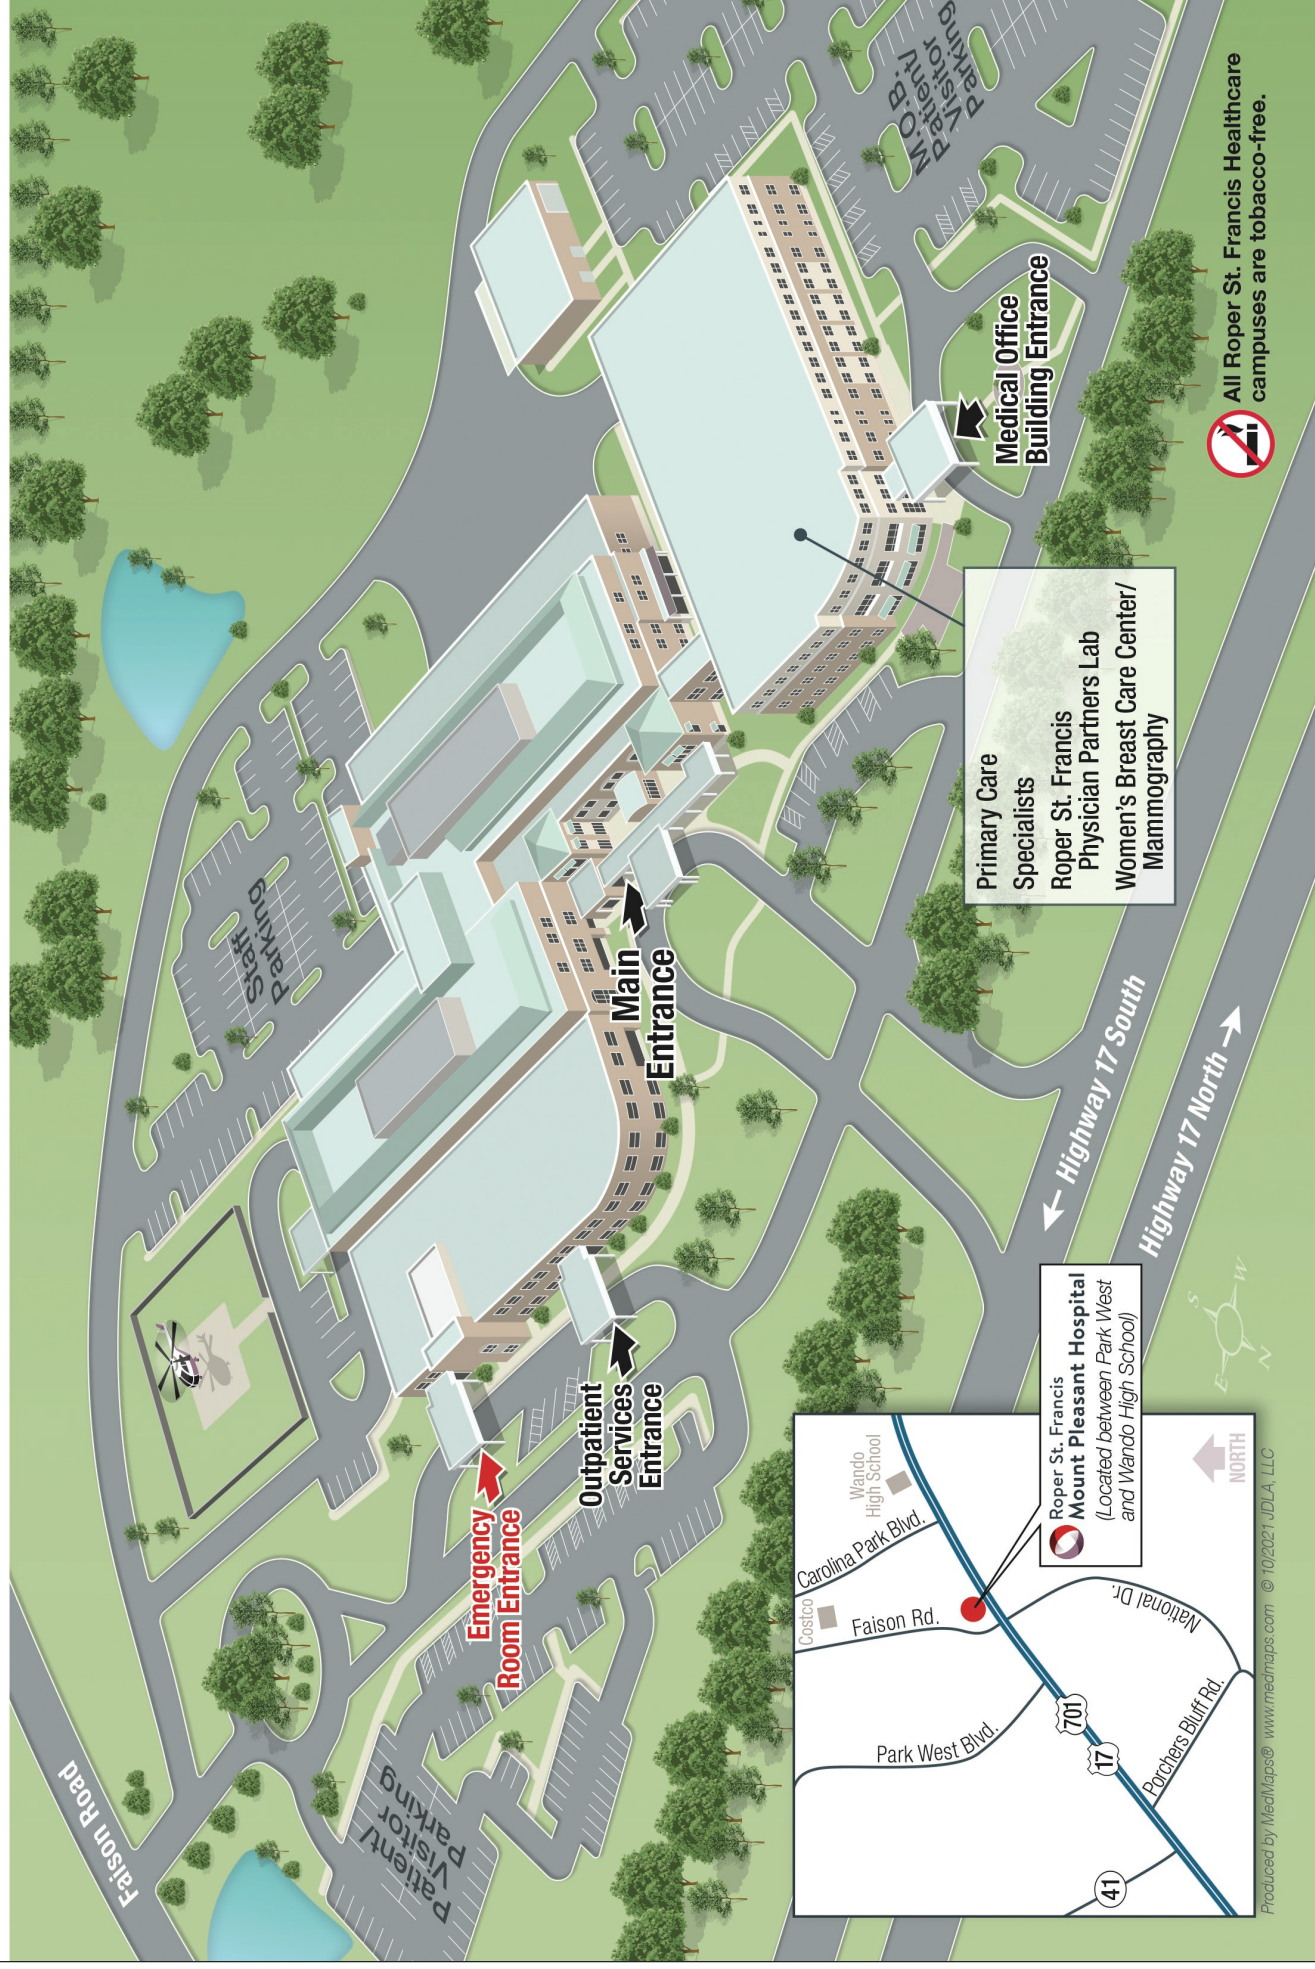 Faison Road
Patient/
Visitor
Parking
Staff
Parking
Emergency
Room Entrance
Outpatient
Services
Entrance
Main
Entrance
M.O.B.
Patient/
Visitor
Parking
Medical Office
Building Entrance
Primary Care
Specialists
Roper St. Francis
Physician Partners Lab
Women's Breast Care Center/
Mammography
← Highway 17 South
Highway 17 North →
All Roper St. Francis Healthcare
campuses are tobacco-free.
S
W
E
N
Costco
Carolina Park Blvd.
Wando
High School
Faison Rd.
Park West Blvd.
National Dr.
701
17
Porchers Bluff Rd.
41
NORTH
Roper St. Francis
Mount Pleasant Hospital
(Located between Park West
and Wando High School)
Produced by MedMaps® www.medmaps.com © 10/2021 JDLA, LLC